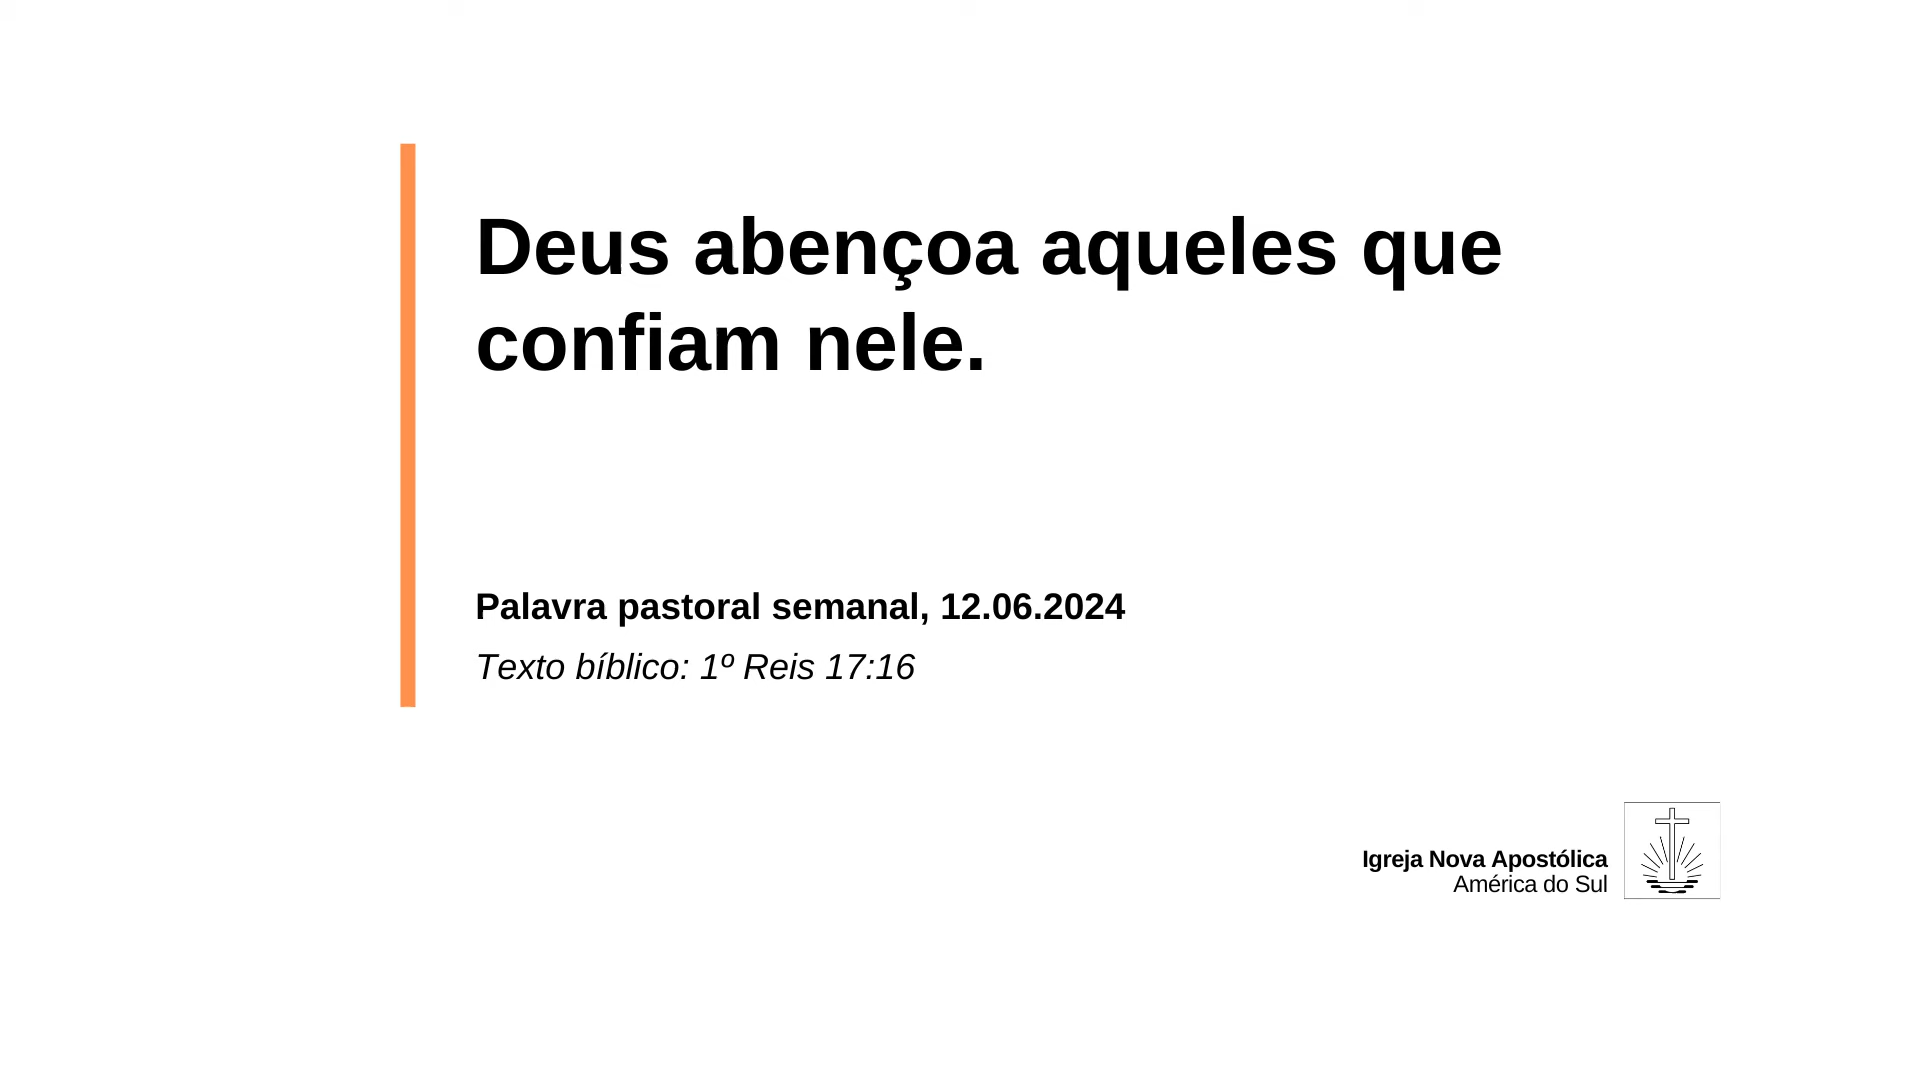 Deus abençoa aqueles que
confiam nele.
Palavra pastoral semanal, 12.06.2024
Texto bíblico: 1º Reis 17:16
Igreja Nova Apostólica
América do Sul